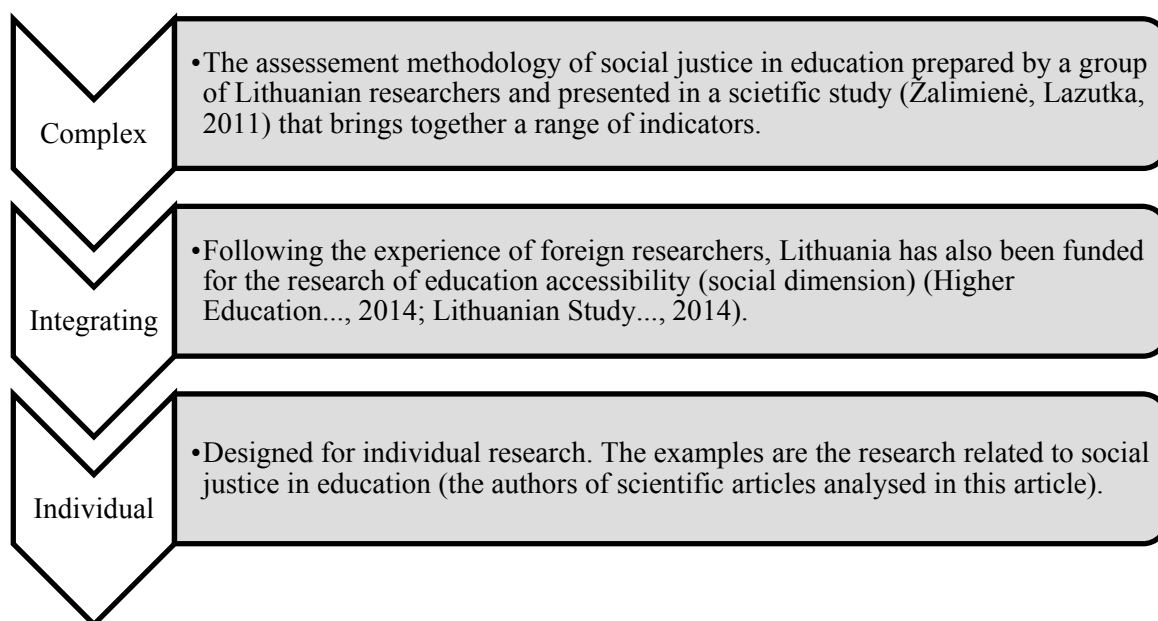 Complex
•The assessement methodology of social justice in education prepared by a group
of Lithuanian researchers and presented in a scietific study (Žalimienė, Lazutka,
2011) that brings together a range of indicators.
Integrating
•Following the experience of foreign researchers, Lithuania has also been funded
for the research of education accessibility (social dimension) (Higher
Education..., 2014; Lithuanian Study..., 2014).
Individual
•Designed for individual research. The examples are the research related to social
justice in education (the authors of scientific articles analysed in this article).